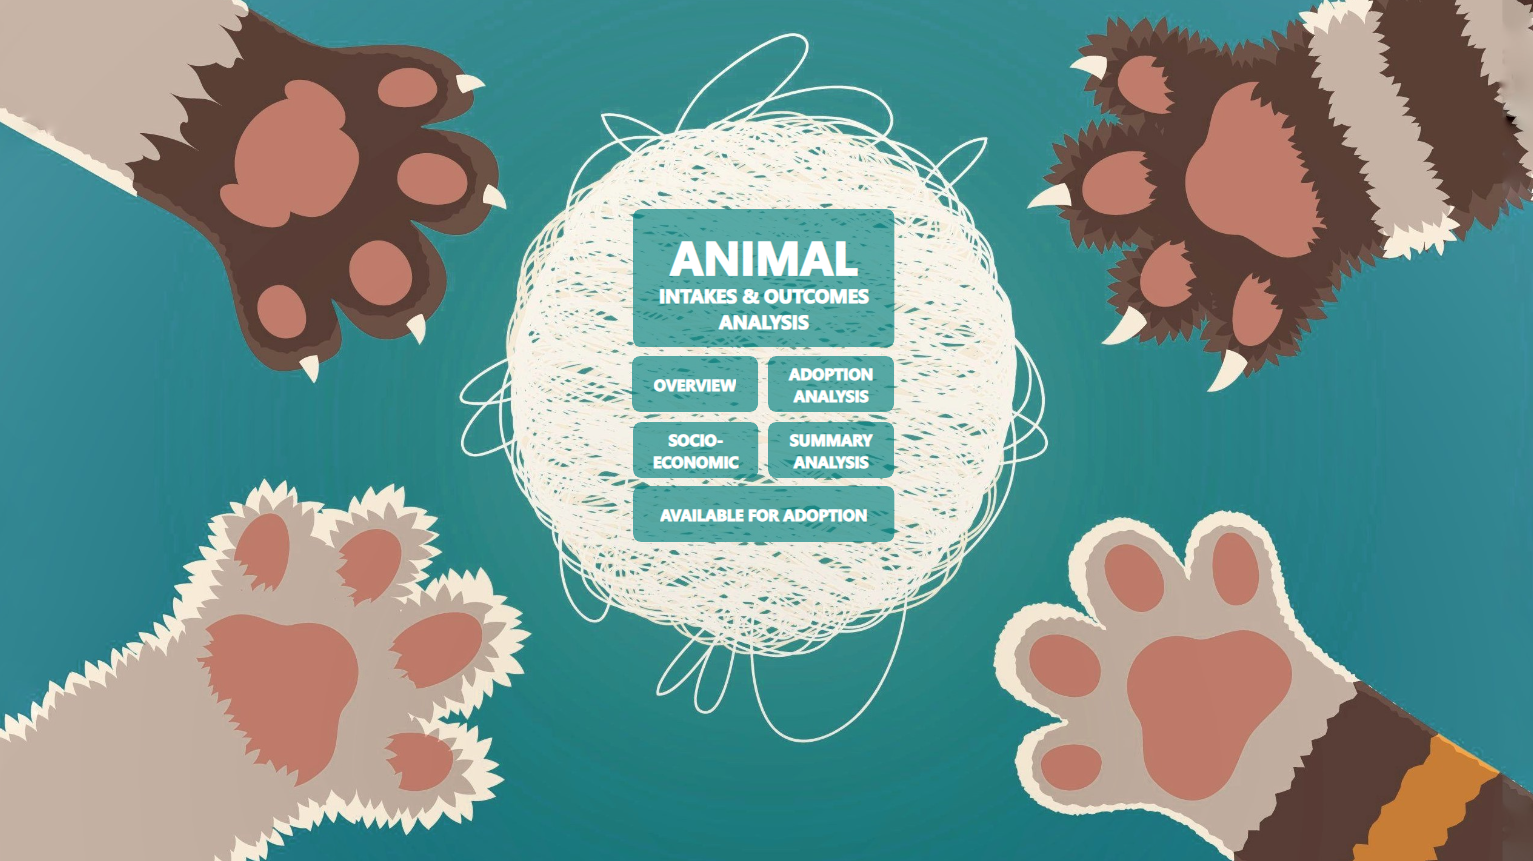 ANIMAL
INTAKES & OUTCOMES
ANALYSIS
OVERVIEW
ADOPTION
ANALYSIS
SOCIO-
ECONOMIC
SUMMARY
ANALYSIS
AVAILABLE FOR ADOPTION